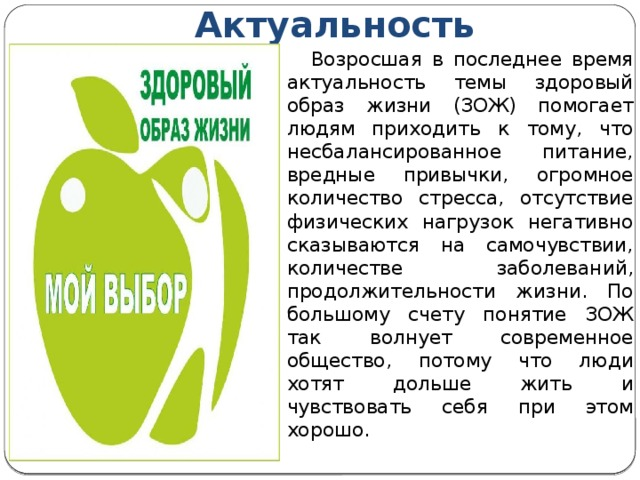 Актуальность
ЗДОРОВЫЙ
ОБРАЗ ЖИЗНИ
МОЙ ВЫБОР
Возросшая в последнее время
актуальность темы здоровый
образ жизни (ЗОЖ) помогает
людям приходить к тому, что
несбалансированное питание,
вредные привычки, огромное
количество стресса, отсутствие
физических нагрузок негативно
сказываются на самочувствии,
количестве заболеваний,
продолжительности жизни. По
большому счету понятие ЗОЖ
так волнует современное
общество, потому что люди
хотят дольше жить и
чувствовать себя при этом
хорошо.